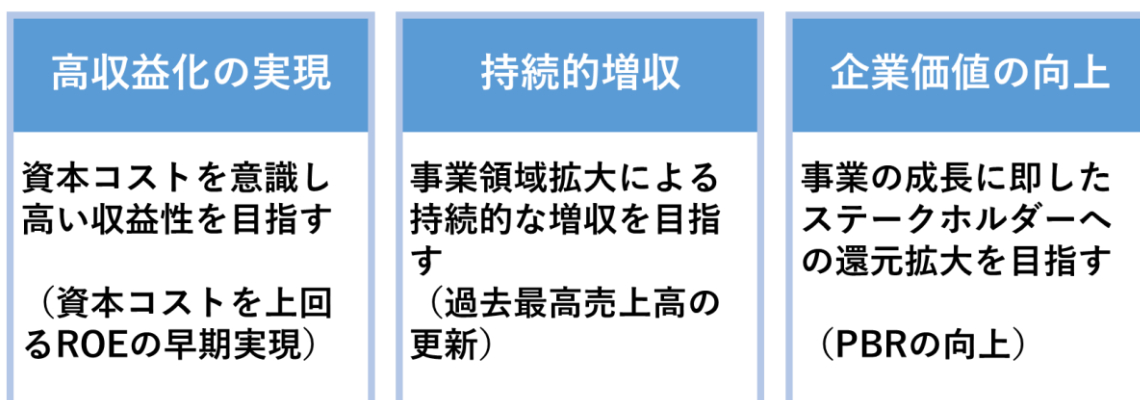 高収益化の実現
資本コストを意識し
高い収益性を目指す
（資本コストを上回
るROEの早期実現）
持続的増収
事業領域拡大による
持続的な増収を目指
す
（過去最高売上高の
更新）
企業価値の向上
事業の成長に即した
ステークホルダーへ
の還元拡大を目指す
（PBRの向上）